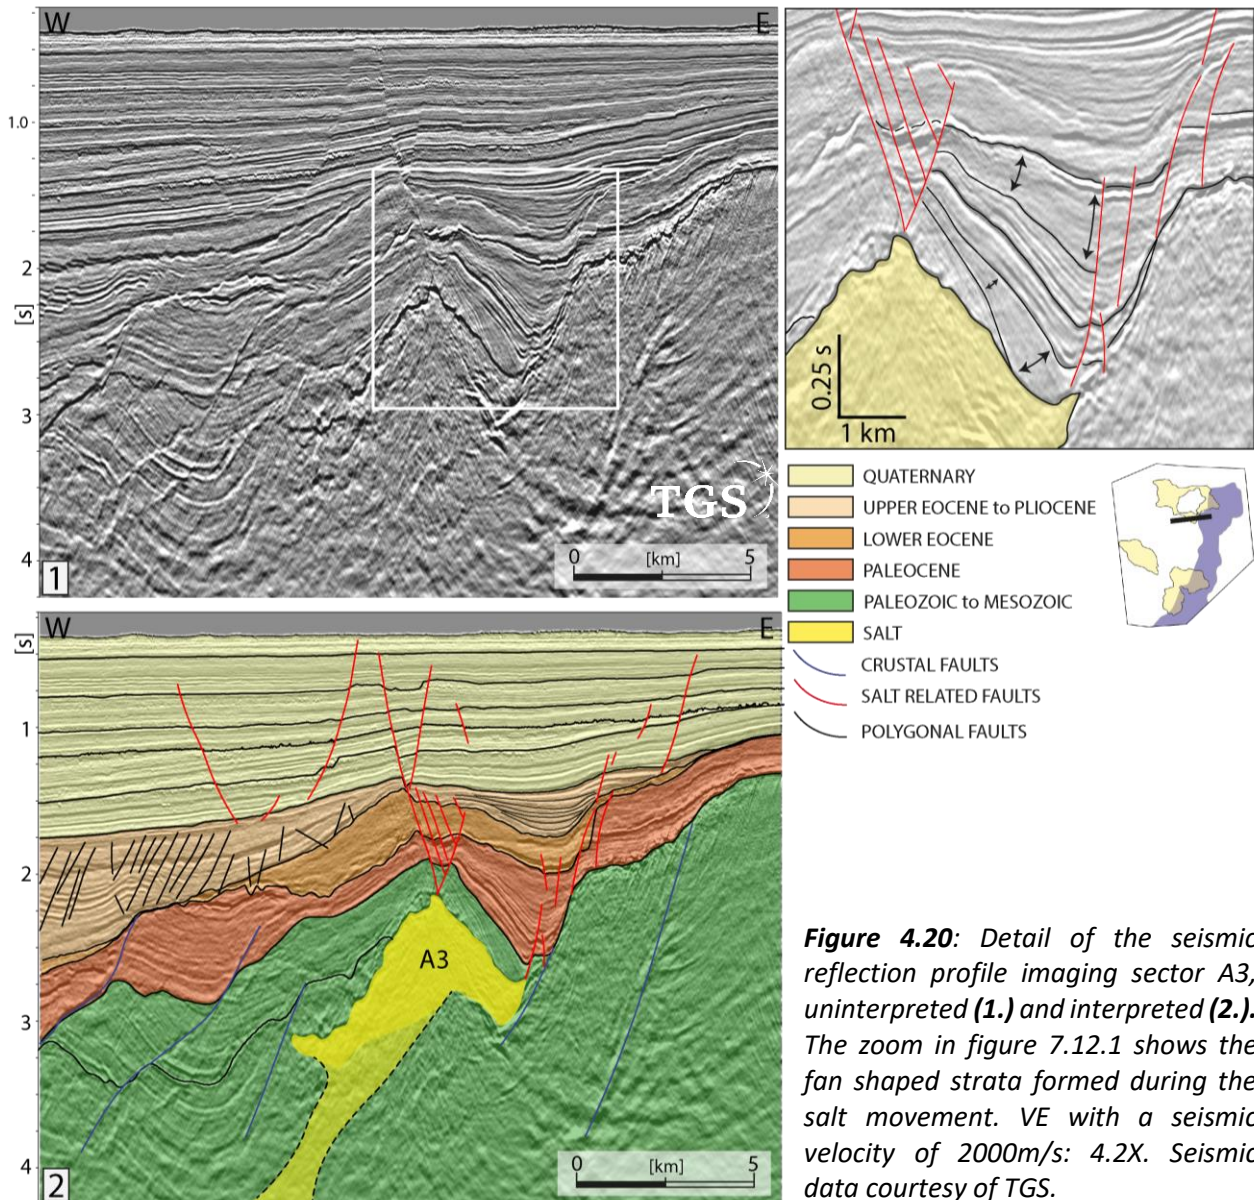 W
E
1.0
2
[s]
3
4
1
TGS
0 [km] 5
0.25 s
1 km
QUATERNARY
UPPER EOCENE to PLIOCENE
LOWER EOCENE
PALEOCENE
PALEOZOIC to MESOZOIC
SALT
CRUSTAL FAULTS
SALT RELATED FAULTS
POLYGONAL FAULTS
W
E
[s]
1
2
3
4
A3
2
0 [km] 5
Figure 4.20: Detail of the seismic
reflection profile imaging sector A3,
uninterpreted (1.) and interpreted (2.).
The zoom in figure 7.12.1 shows the
fan shaped strata formed during the
salt movement. VE with a seismic
velocity of 2000m/s: 4.2X. Seismic
data courtesy of TGS.